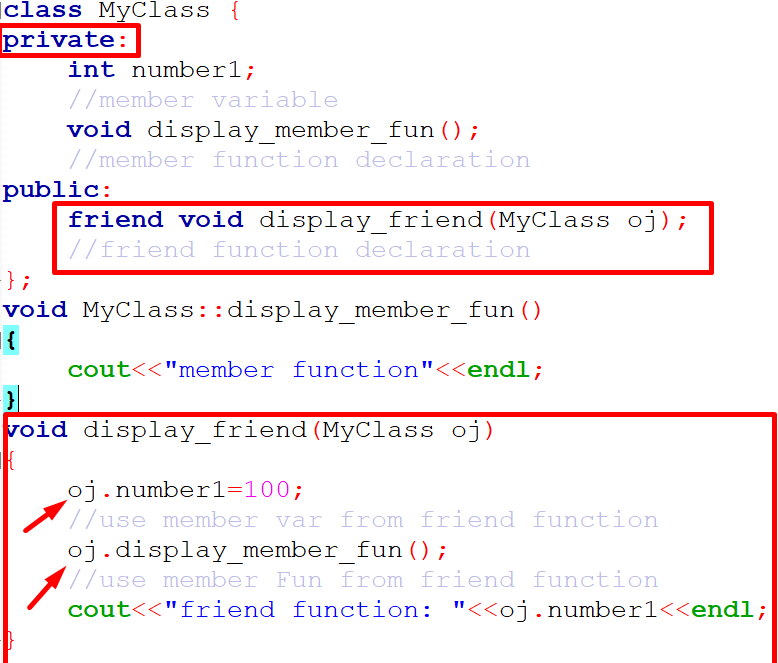 class MyClass {
private:
int number1;
//member variable
void display_member_fun();
//member function declaration
public:
friend void display_friend(MyClass oj);
//friend function declaration
};
void MyClass::display_member_fun()
{
cout<<"member function"<<endl;
}
void display_friend(MyClass oj)
{
oj.number1=100;
//use member var from friend function
oj.display_member_fun();
//use member Fun from friend function
cout<<"friend function: "<<oj.number1<<endl;
}